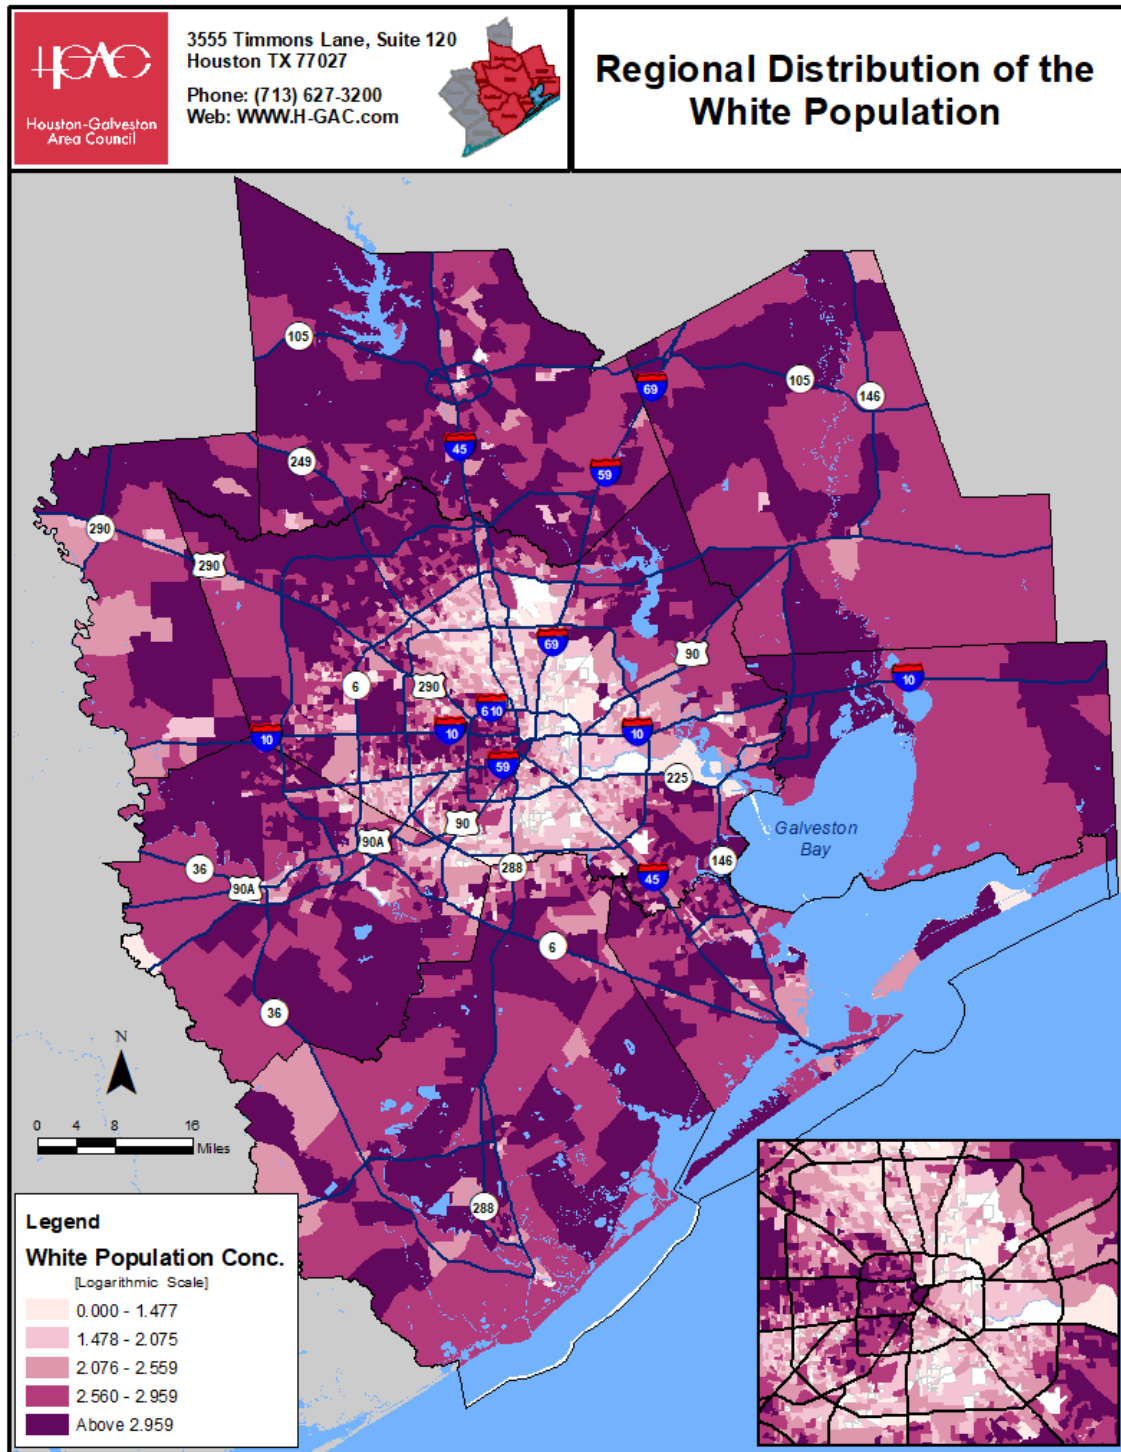 HGAC
Houston-Galveston
Area Council
3555 Timmons Lane, Suite 120
Houston TX 77027
Phone: (713) 627-3200
Web: WWW.H-GAC.com
Regional Distribution of the
White Population
105
69
105
146
45
249
59
290
290
69
90
6
290
610
10
10
10
10
59
225
90
90A
Galveston
Bay
36
90A
288
45
146
6
36
N
0 4 8 16
Miles
288
Legend
White Population Conc.
[Logarithmic Scale]
0.000 - 1.477
1.478 - 2.075
2.076 - 2.559
2.560 - 2.959
Above 2.959